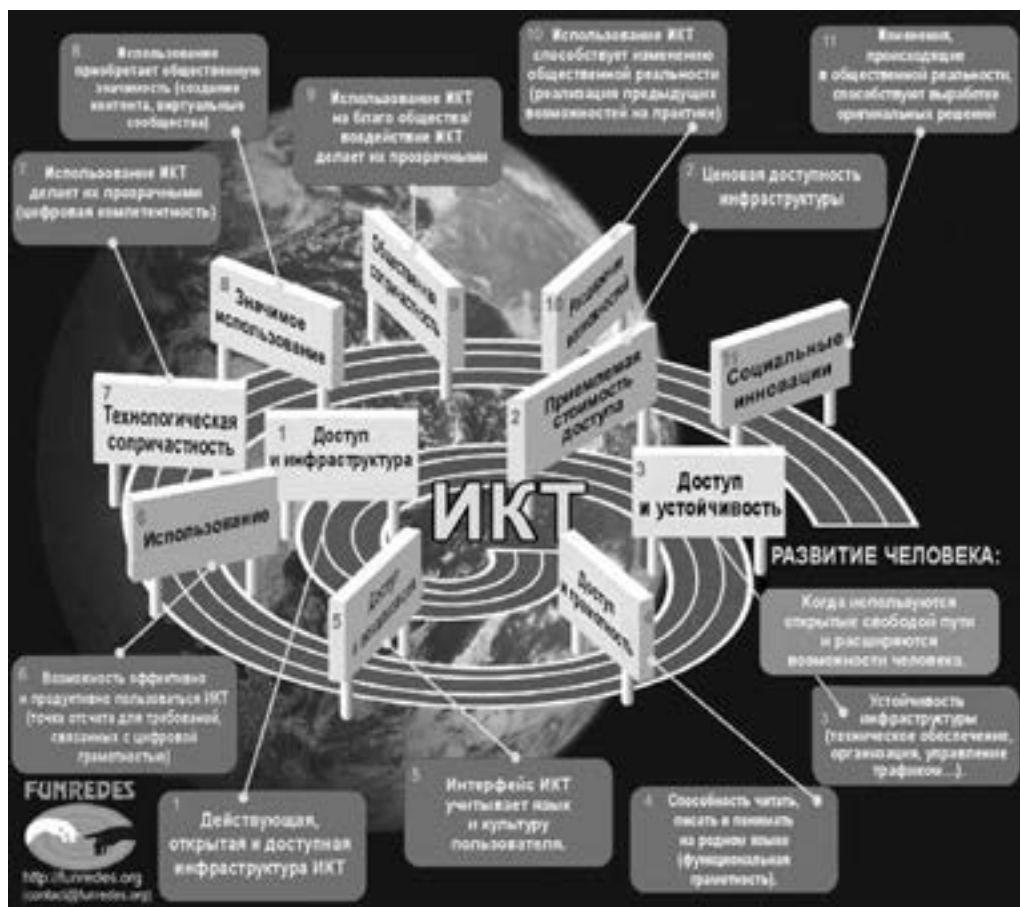 8 Использование
приобретает общественную
значимость (создание
контента, виртуальные
сообщества)
9 Использование ИКТ
на благо общества/
воздействие ИКТ
делает их прозрачными
10 Использование ИКТ
способствует изменению
общественной реальности
(реализация предыдущих
возможностей на практике)
11 Изменения,
происходящие
в общественной реальности,
способствуют выработке
оригинальных решений
7 Использование ИКТ
делает их прозрачными
(цифровая компетентность)
2 Ценовая доступность
инфраструктуры
8
Значимое
использование
Общественная
сопричастность
9
10
11
Социальные
инновации
7
Технологическая
сопричастность
1
Доступ
и инфраструктура
2
Приемлемая
стоимость
доступа
3
Доступ
и устойчивость
6
Использование
ИКТ
5
Доступ
4
Доступ
и грамотность
РАЗВИТИЕ ЧЕЛОВЕКА:
Когда используются
открытые свободой пути
и расширяются
возможности человека.
6 Возможность эффективно
и продуктивно пользоваться ИКТ
(точка отсчета для требований,
связанных с цифровой
грамотностью)
3 Устойчивость
инфраструктуры
(техническое обеспечение,
организация, управление
трафиком...).
FUNREDES
http://funredes.org
(contact@funredes.org)
1 Действующая,
открытая и доступная
инфраструктура ИКТ
5 Интерфейс ИКТ
учитывает язык
и культуру
пользователя.
4 Способность читать,
писать и понимать
на родном языке
(функциональная
грамотность).